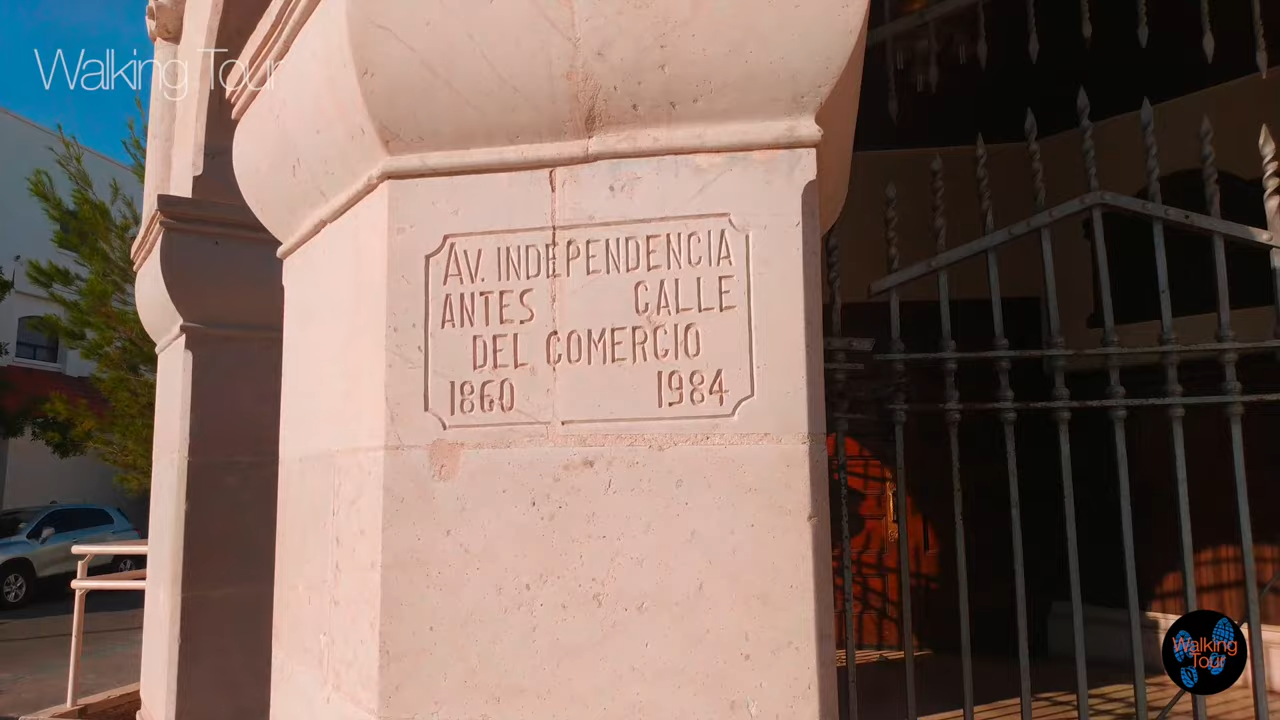 Walking Tour
AV. INDEPENDENCIA
ANTES CALLE
DEL COMERCIO
1860 1984
Walking
Tour